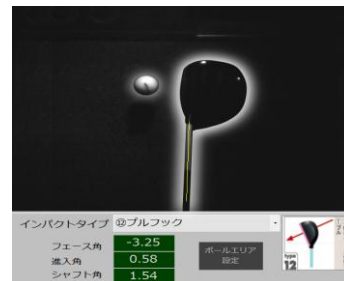 インパクトタイプ ⑫プルフック
フェース角 -3.25
進入角 0.58
シャフト角 1.54
ボールエリア
設定
type
12